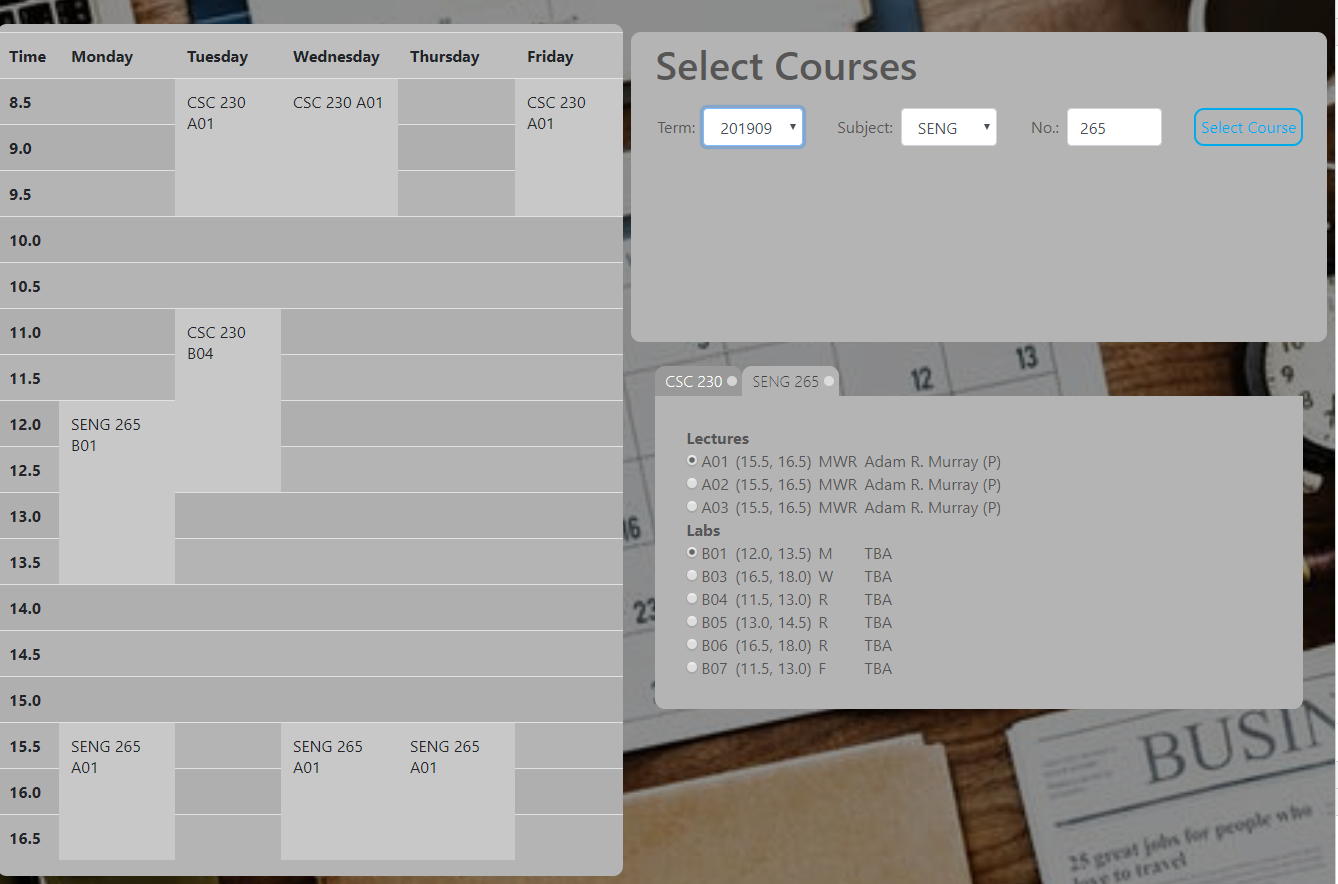 Time Monday Tuesday Wednesday Thursday Friday
8.5 CSC 230 CSC 230 A01 CSC 230
A01 A01
9.0
9.5
10.0
10.5
11.0 CSC 230
B04
11.5
12.0 SENG 265
B01
12.5
13.0
13.5
14.0
14.5
15.0
15.5 SENG 265 SENG 265 SENG 265
A01 A01 A01
16.0
16.5
Select Courses
Term: 201909 Subject: SENG No.: 265 Select Course
CSC 230 SENG 265
Lectures
A01 (15.5, 16.5) MWR Adam R. Murray (P)
A02 (15.5, 16.5) MWR Adam R. Murray (P)
A03 (15.5, 16.5) MWR Adam R. Murray (P)
Labs
B01 (12.0, 13.5) M TBA
B03 (16.5, 18.0) W TBA
B04 (11.5, 13.0) R TBA
B05 (13.0, 14.5) R TBA
B06 (16.5, 18.0) R TBA
B07 (11.5, 13.0) F TBA
12
13
9
8
16
23
BUSIN
25 great jobs for people who
love to travel